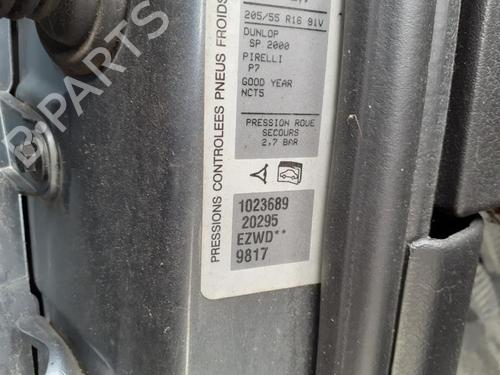 205/55 R16 91V
DUNLOP
SP 2000
PIRELLI
P7
GOOD YEAR
NCT5
PRESSION ROUE
SECOURS
2,7 BAR
PRESSIONS CONTROLEES PNEUS FROIDS
1023689
20295
EZWD**
9817
B-PARTS